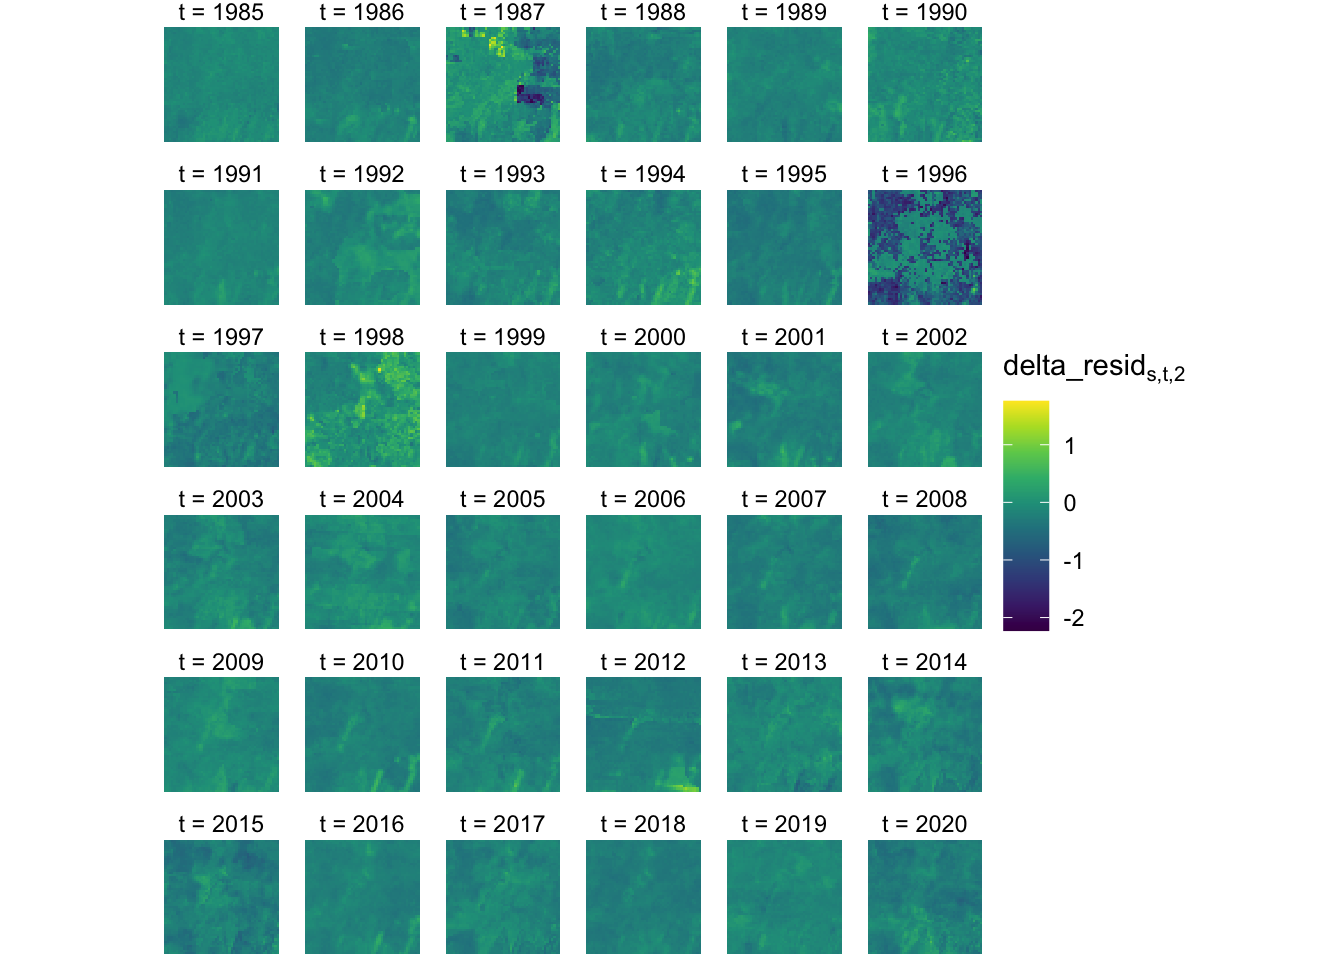 t = 1985 t = 1986 t = 1987 t = 1988 t = 1989 t = 1990
t = 1991 t = 1992 t = 1993 t = 1994 t = 1995 t = 1996
t = 1997 t = 1998 t = 1999 t = 2000 t = 2001 t = 2002
delta_resid s,t,2
1
0
-1
-2
t = 2003 t = 2004 t = 2005 t = 2006 t = 2007 t = 2008
t = 2009 t = 2010 t = 2011 t = 2012 t = 2013 t = 2014
t = 2015 t = 2016 t = 2017 t = 2018 t = 2019 t = 2020